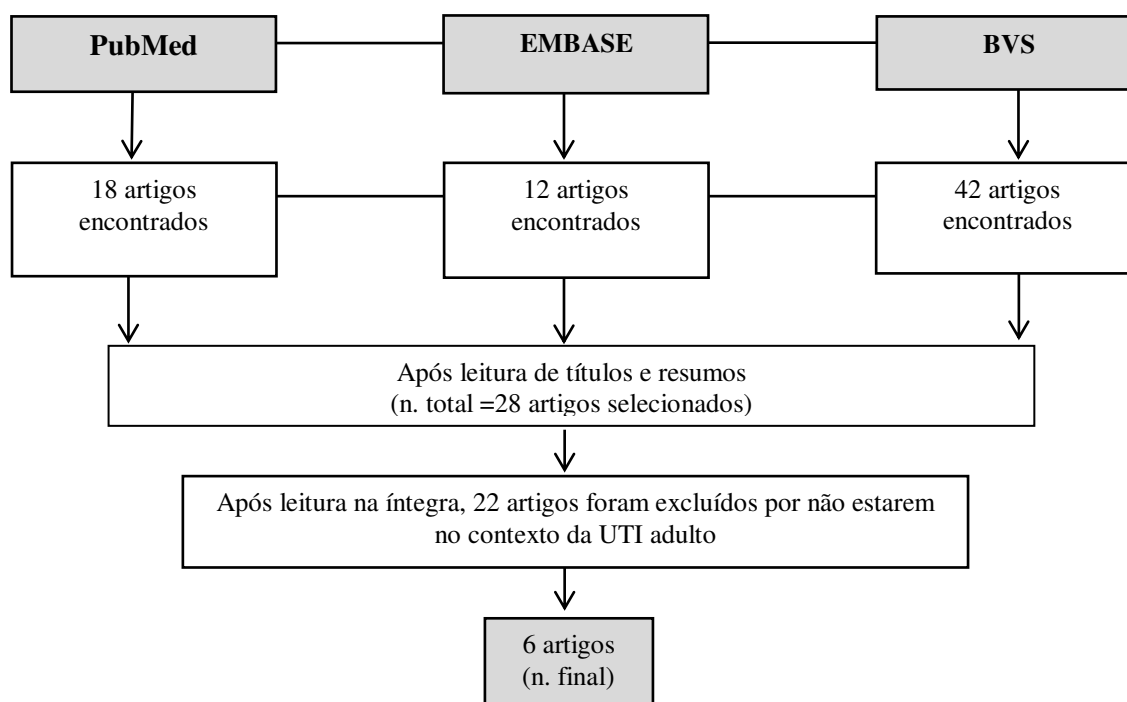 PubMed
EMBASE
BVS
18 artigos
encontrados
12 artigos
encontrados
42 artigos
encontrados
Após leitura de títulos e resumos
(n. total =28 artigos selecionados)
Após leitura na íntegra, 22 artigos foram excluídos por não estarem
no contexto da UTI adulto
6 artigos
(n. final)